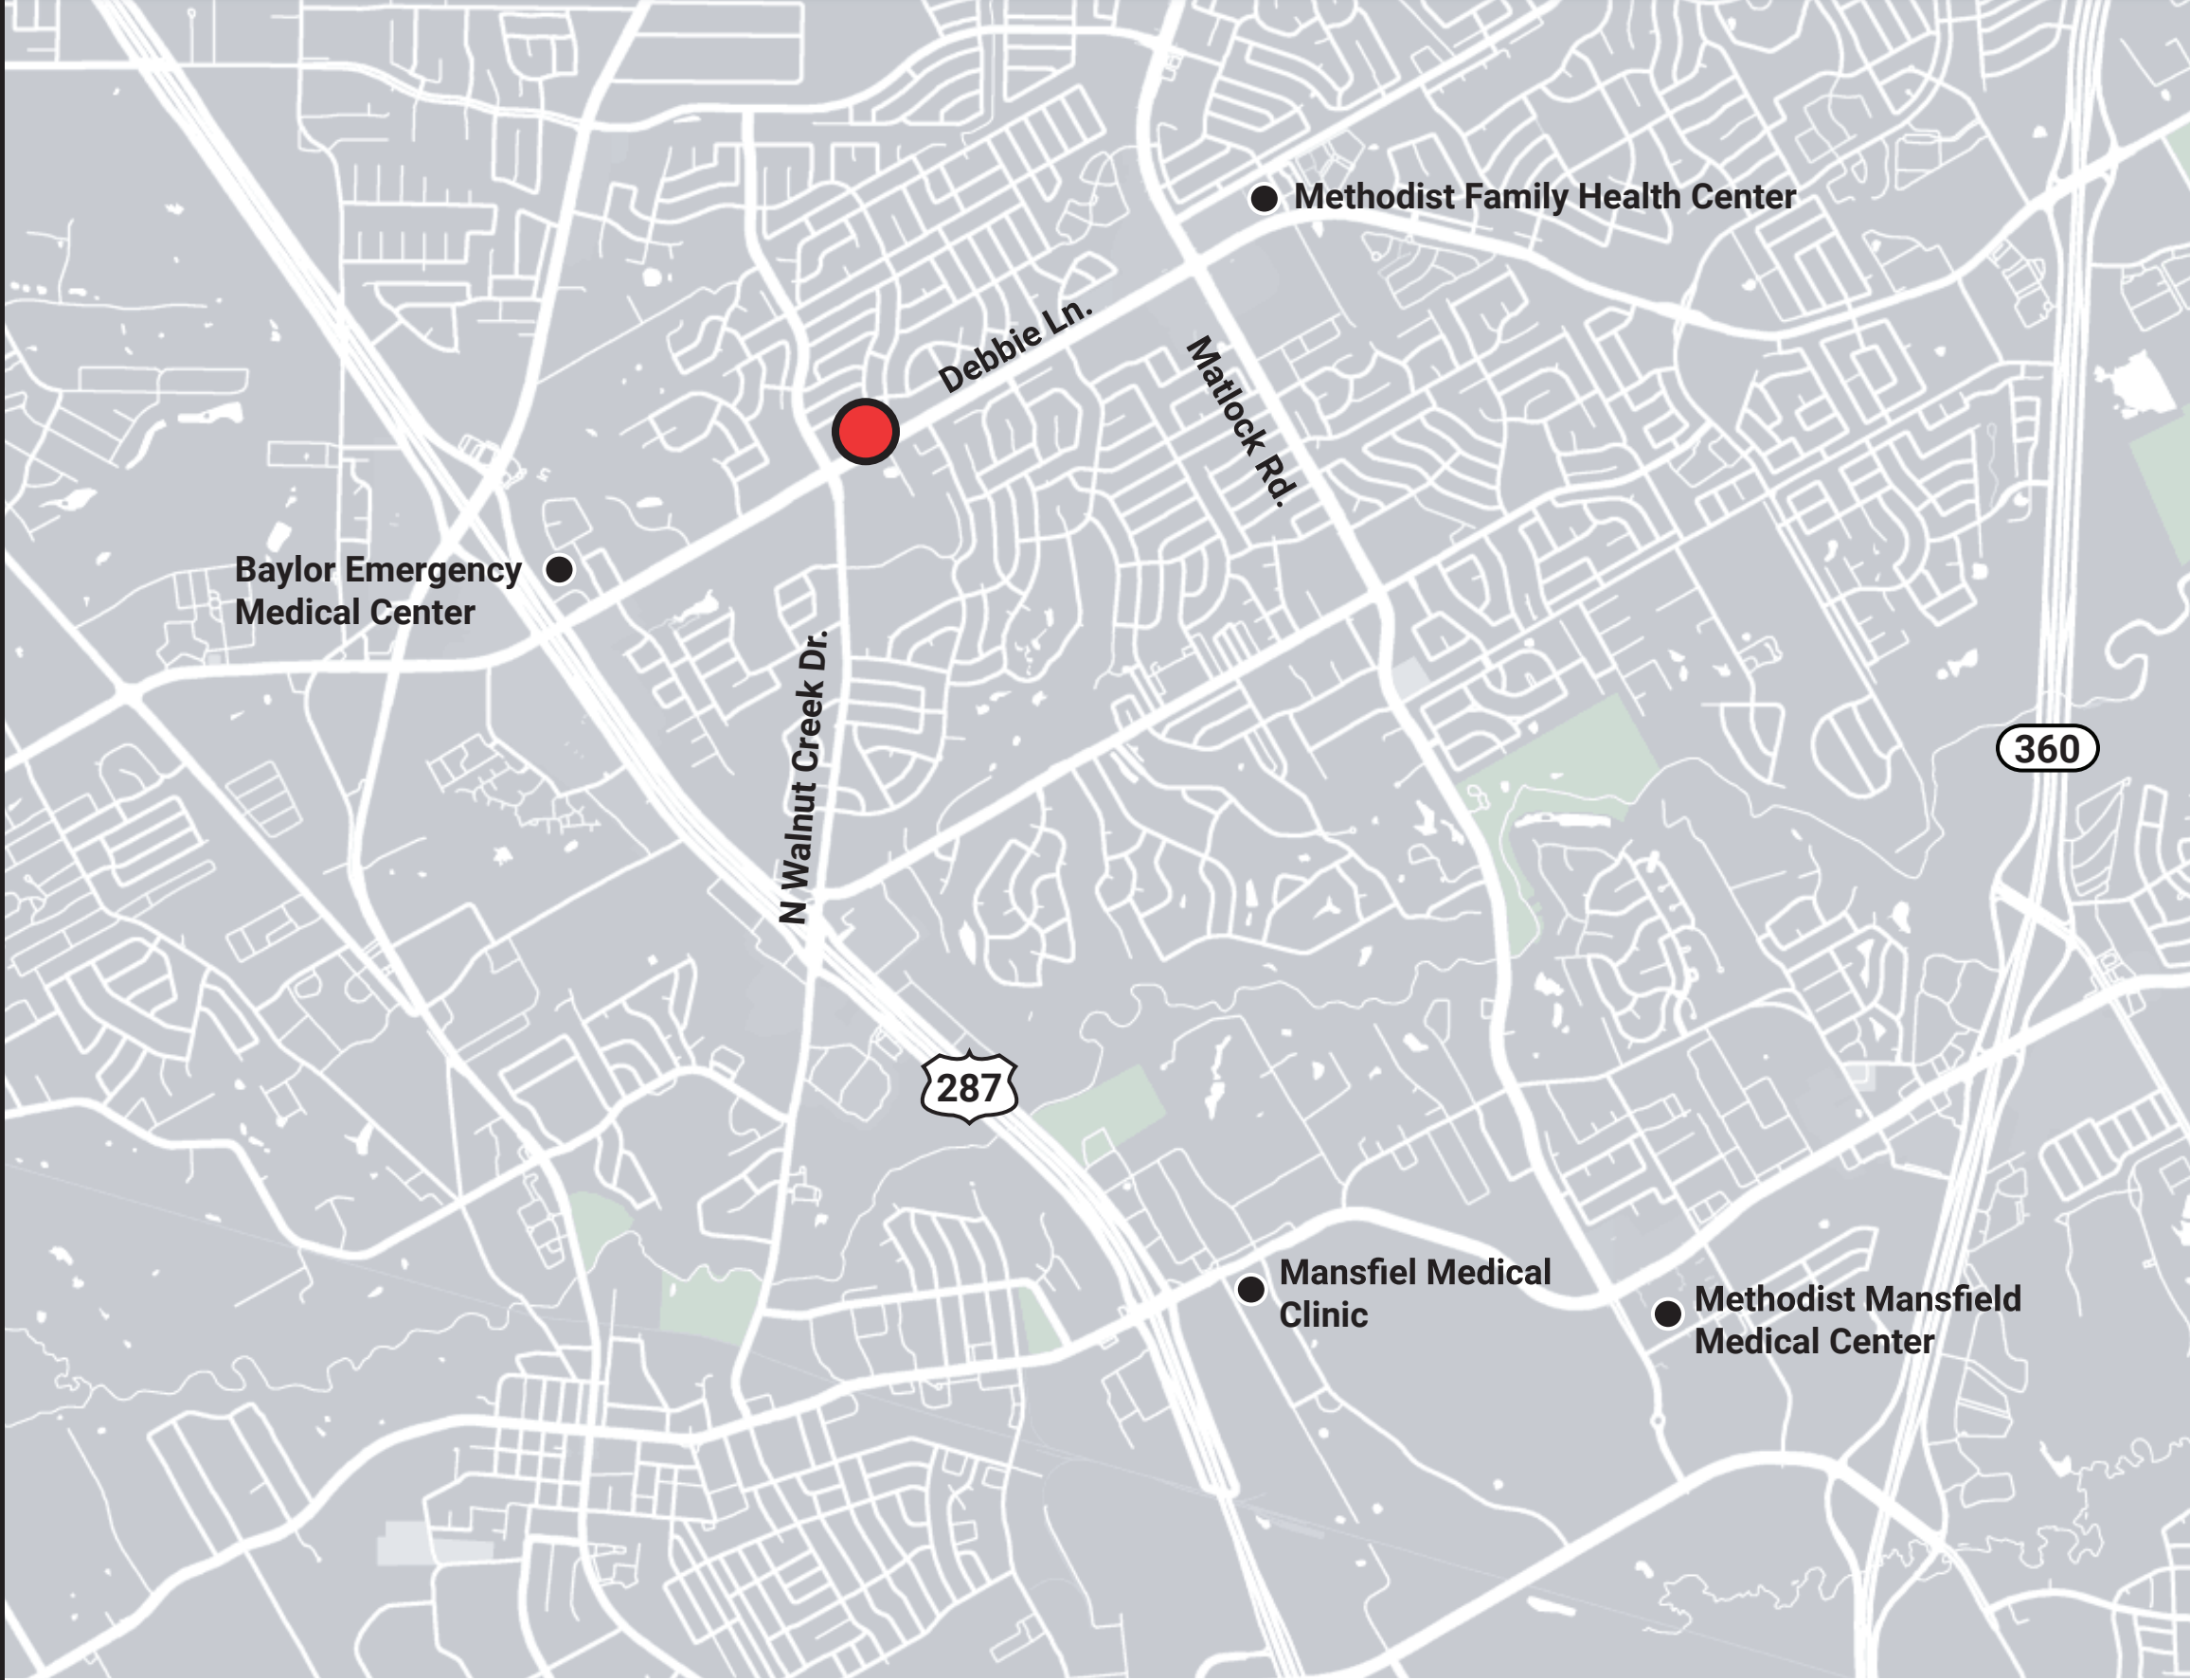 Methodist Family Health Center
Debbie Ln.
Matlock Rd.
Baylor Emergency
Medical Center
N Walnut Creek Dr.
360
287
Mansfiel Medical
Clinic
Methodist Mansfield
Medical Center